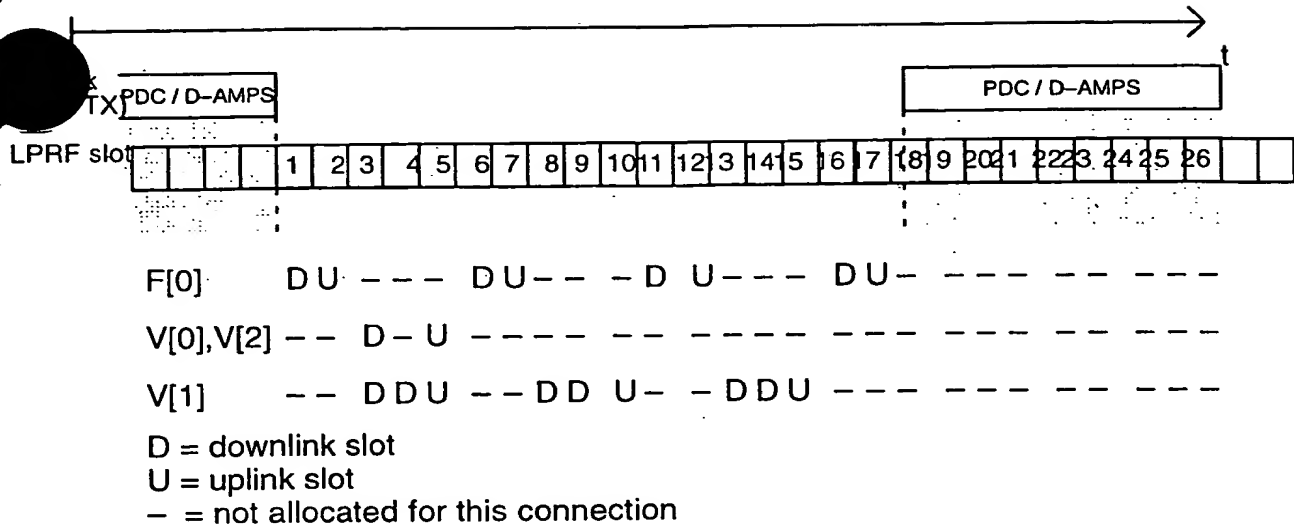 t
TX) PDC / D–AMPS PDC / D–AMPS
LPRF slot 1 2 3 4 5 6 7 8 9 10 11 12 13 14 15 16 17 18 19 20 21 22 23 24 25 26
F[0] D U – – – D U – – – D U – – – D U – – – – – – – – –
V[0],V[2] – – D – U – – – – – – – – – – – – – – – – – – – – –
V[1] – – D D U – – D D U – – D D U – – – – – – – – – – –
D = downlink slot
U = uplink slot
– = not allocated for this connection